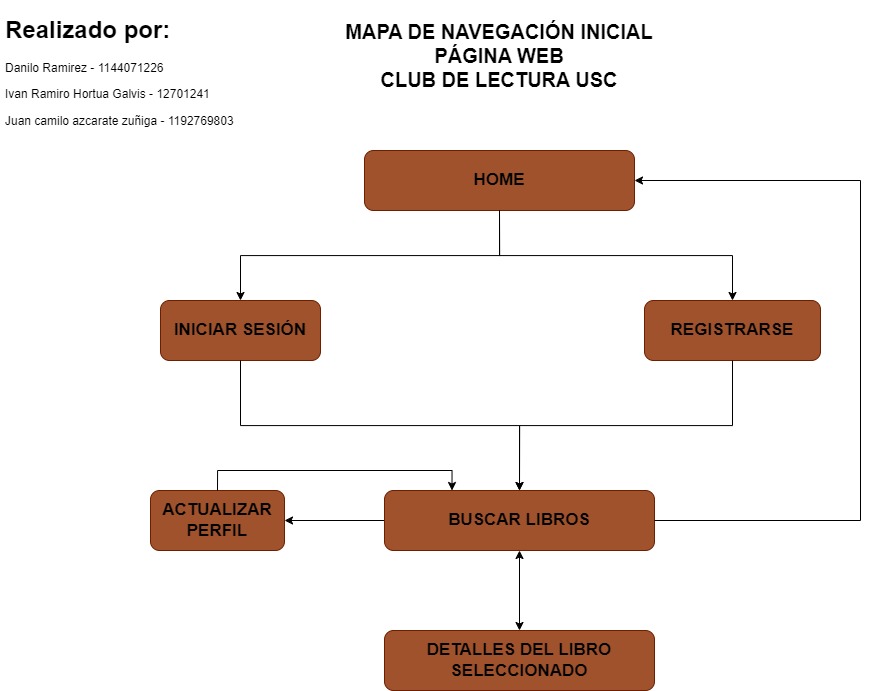 Realizado por:
Danilo Ramirez - 1144071226
Ivan Ramiro Hortua Galvis - 12701241
Juan camilo azcarate zuñiga - 1192769803
MAPA DE NAVEGACIÓN INICIAL
PÁGINA WEB
CLUB DE LECTURA USC
HOME
INICIAR SESIÓN
REGISTRARSE
ACTUALIZAR
PERFIL
BUSCAR LIBROS
DETALLES DEL LIBRO
SELECCIONADO